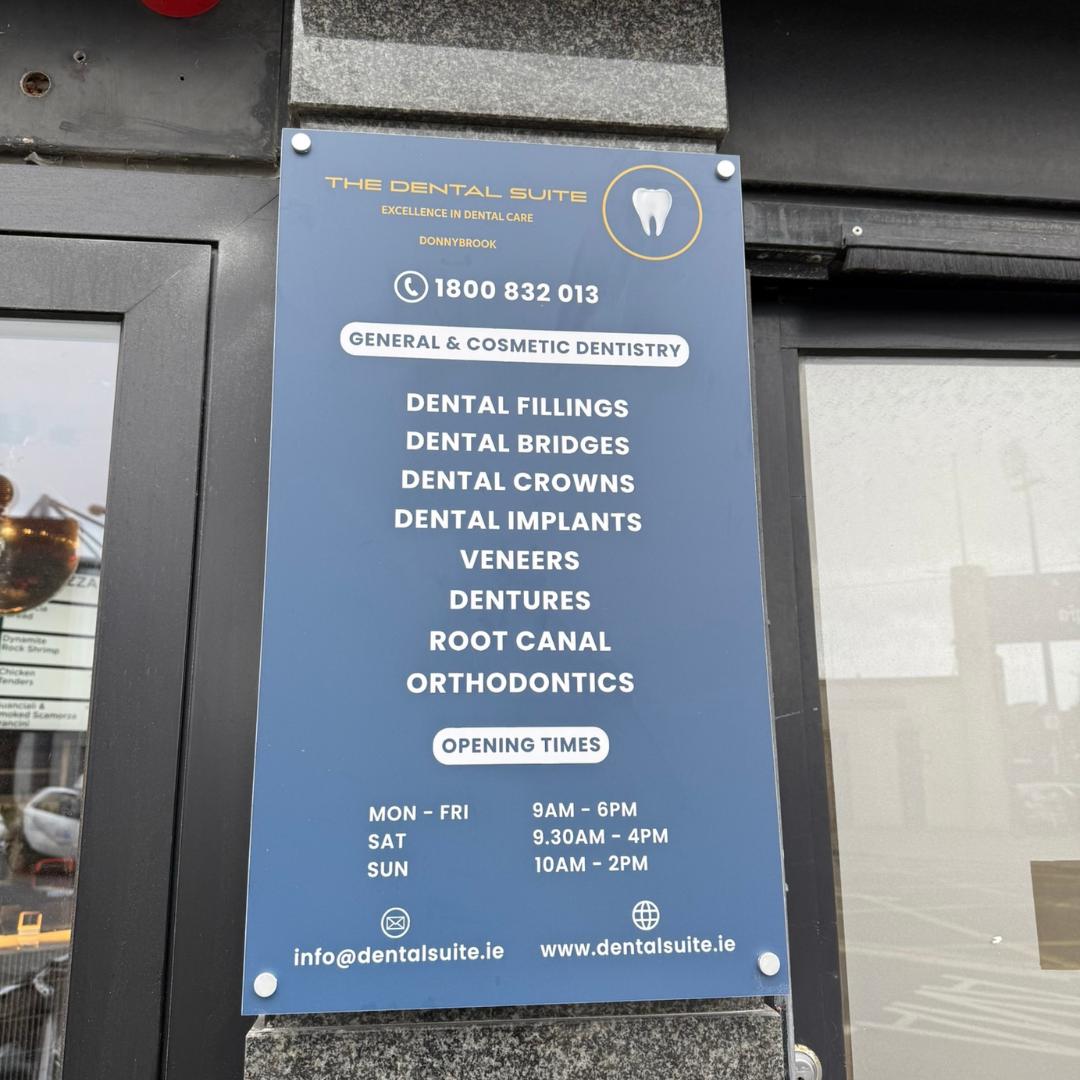 THE DENTAL SUITE
EXCELLENCE IN DENTAL CARE
DONNYBROOK
1800 832 013
GENERAL & COSMETIC DENTISTRY
DENTAL FILLINGS
DENTAL BRIDGES
DENTAL CROWNS
DENTAL IMPLANTS
VENEERS
DENTURES
ROOT CANAL
ORTHODONTICS
OPENING TIMES
MON - FRI 9AM - 6PM
SAT 9.30AM - 4PM
SUN 10AM - 2PM
info@dentalsuite.ie www.dentalsuite.ie
Dynamite
Rock Shrimp
Chicken
Tenders